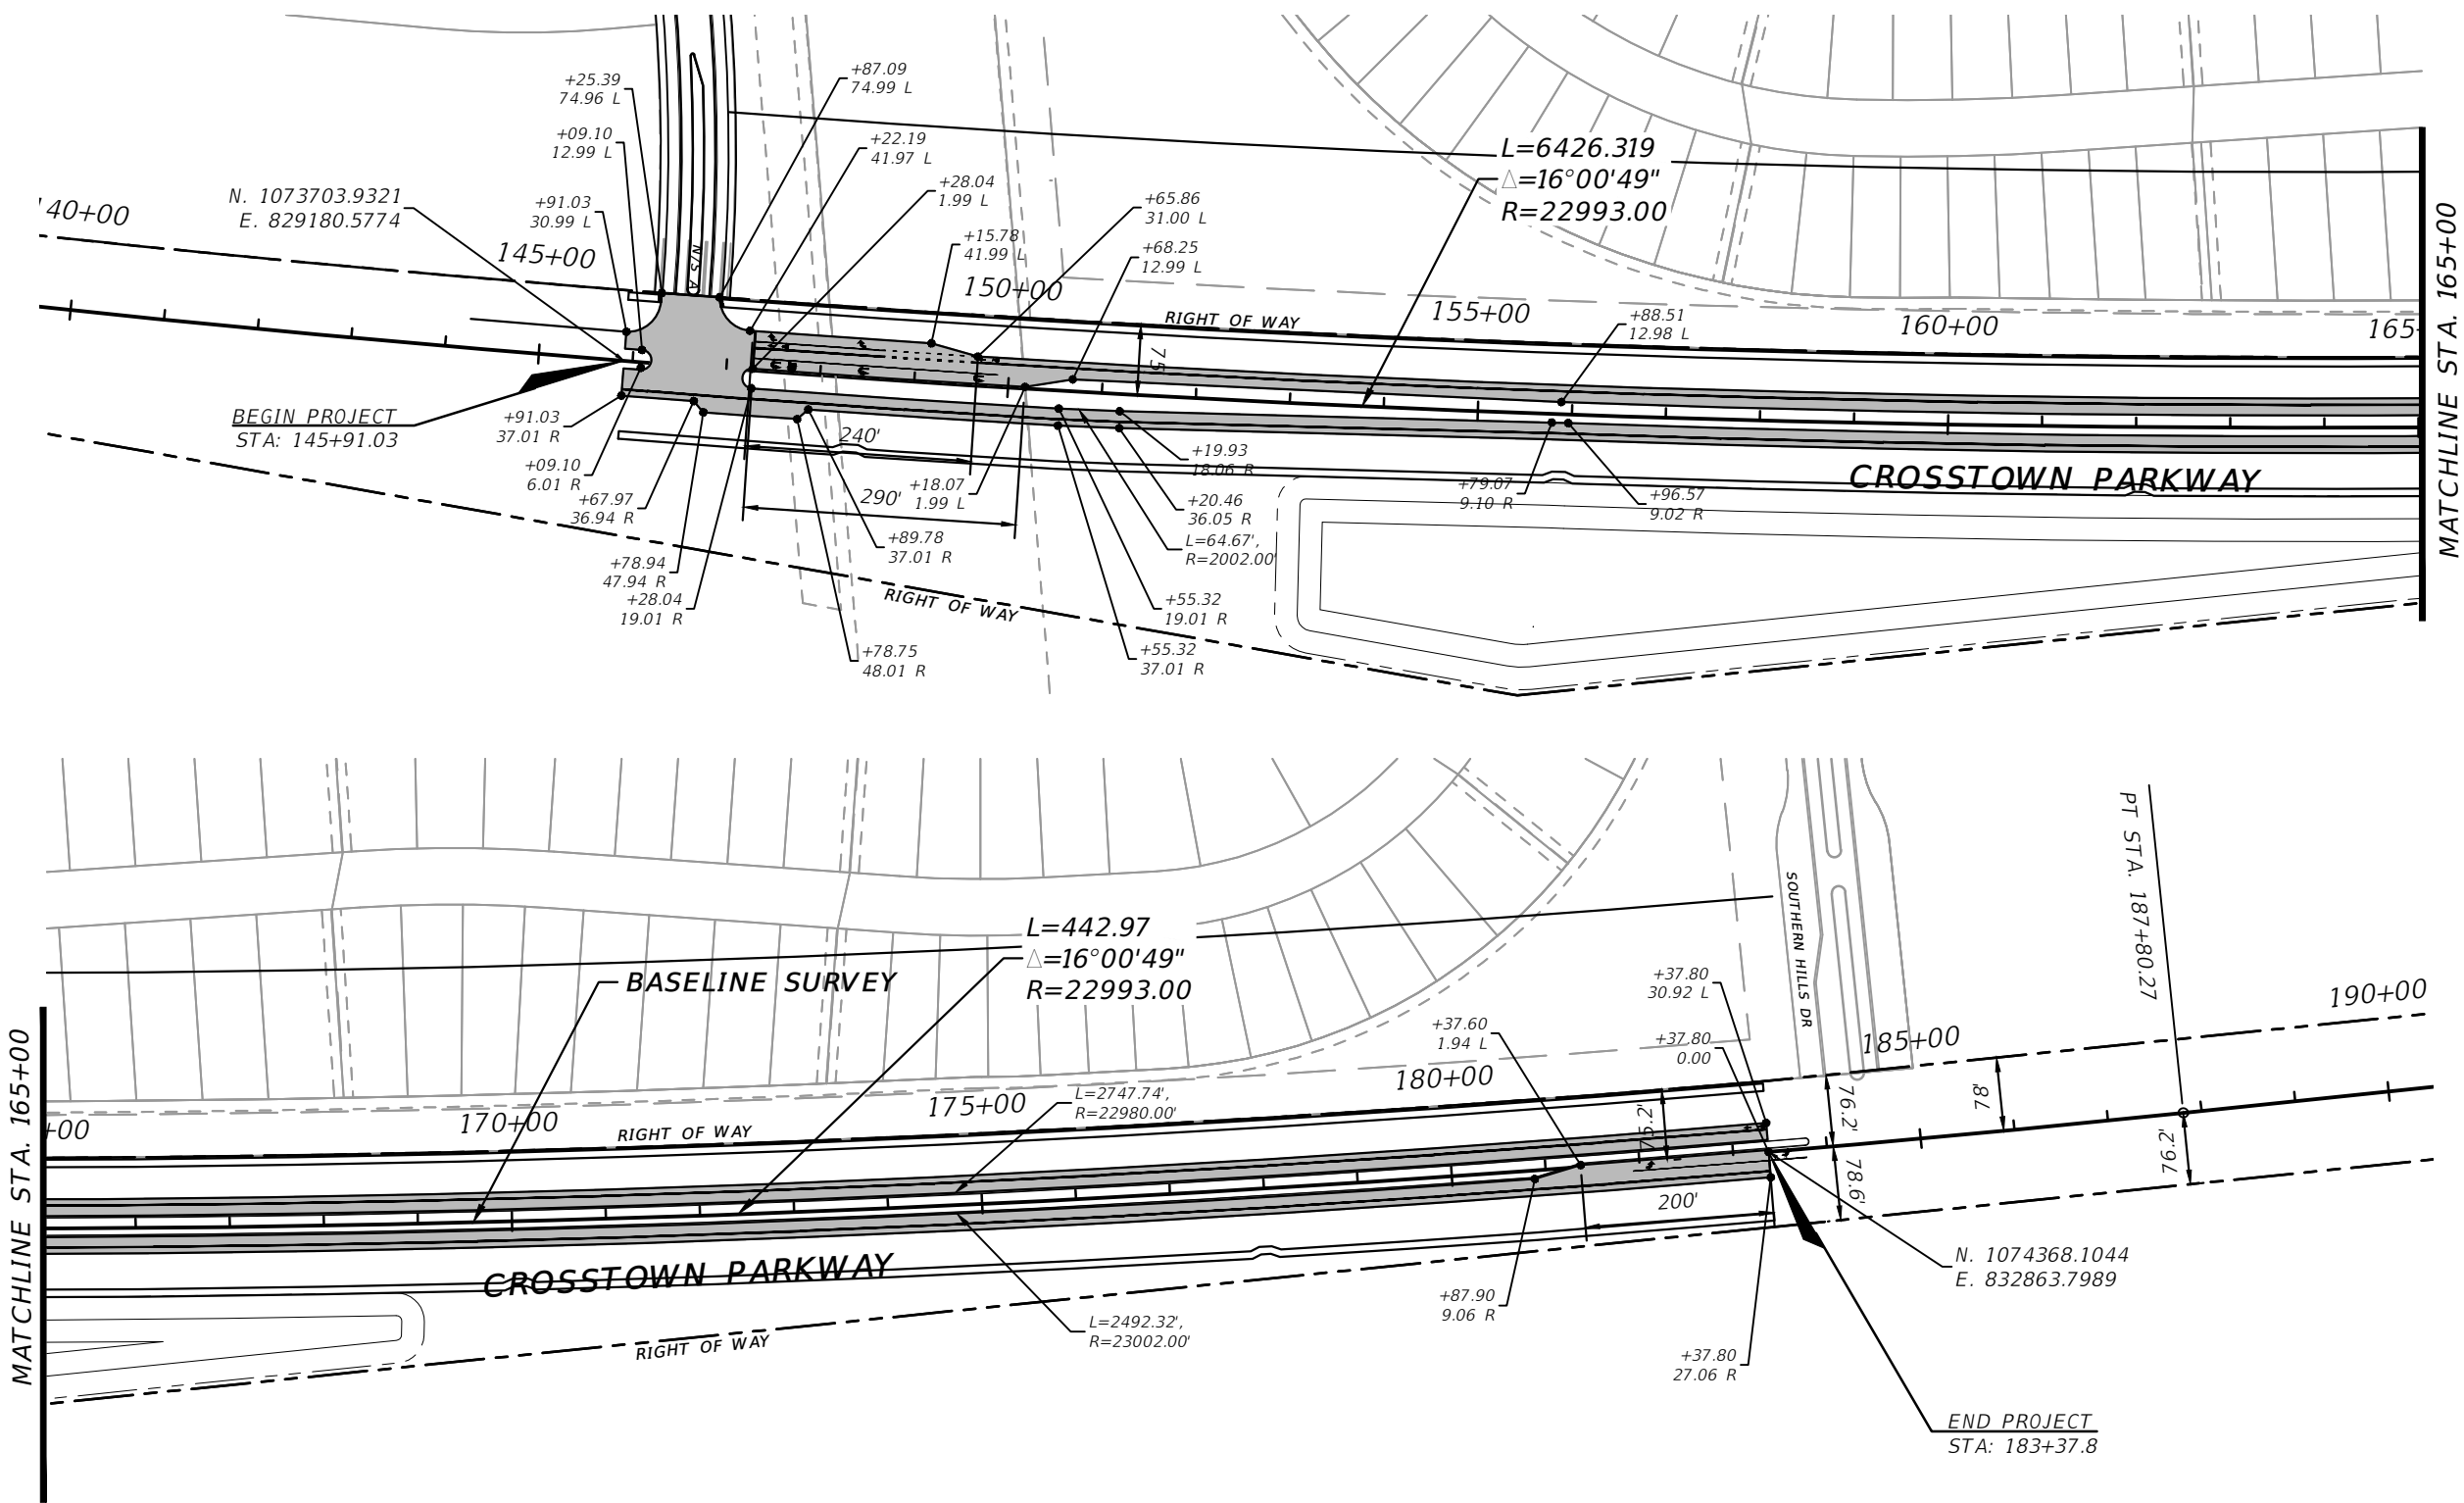 +25.39
74.96 L
+87.09
74.99 L
+09.10
12.99 L
+22.19
41.97 L
L=6426.319
Δ=16°00'49"
R=22993.00
+28.04
1.99 L
N. 1073703.9321
E. 829180.5774
+91.03
30.99 L
+65.86
31.00 L
40+00
145+00
N/S A
+15.78
41.99 L
+68.25
12.99 L
150+00
RIGHT OF WAY
155+00
+88.51
12.98 L
160+00
165+
75'
MATCHLINE STA. 165+00
BEGIN PROJECT
STA: 145+91.03
+91.03
37.01 R
240'
+09.10
6.01 R
+19.93
18.06 R
CROSSTOWN PARKWAY
+67.97
36.94 R
290'
+18.07
1.99 L
+20.46
36.05 R
+79.07
9.10 R
+96.57
9.02 R
+89.78
37.01 R
L=64.67',
R=2002.00'
+78.94
47.94 R
+28.04
19.01 R
RIGHT OF WAY
+55.32
19.01 R
+78.75
48.01 R
+55.32
37.01 R
PT STA. 187+80.27
SOUTHERN HILLS DR
L=442.97
Δ=16°00'49"
R=22993.00
BASELINE SURVEY
+37.80
30.92 L
190+00
+37.60
1.94 L
+37.80
0.00
185+00
MATCHLINE STA. 165+00
180+00
L=2747.74',
R=22980.00'
175+00
170+00
+00
RIGHT OF WAY
75.2'
76.2'
78'
76.2'
78.6'
200'
CROSSTOWN PARKWAY
N. 1074368.1044
E. 832863.7989
+87.90
9.06 R
L=2492.32',
R=23002.00'
RIGHT OF WAY
+37.80
27.06 R
END PROJECT
STA: 183+37.8